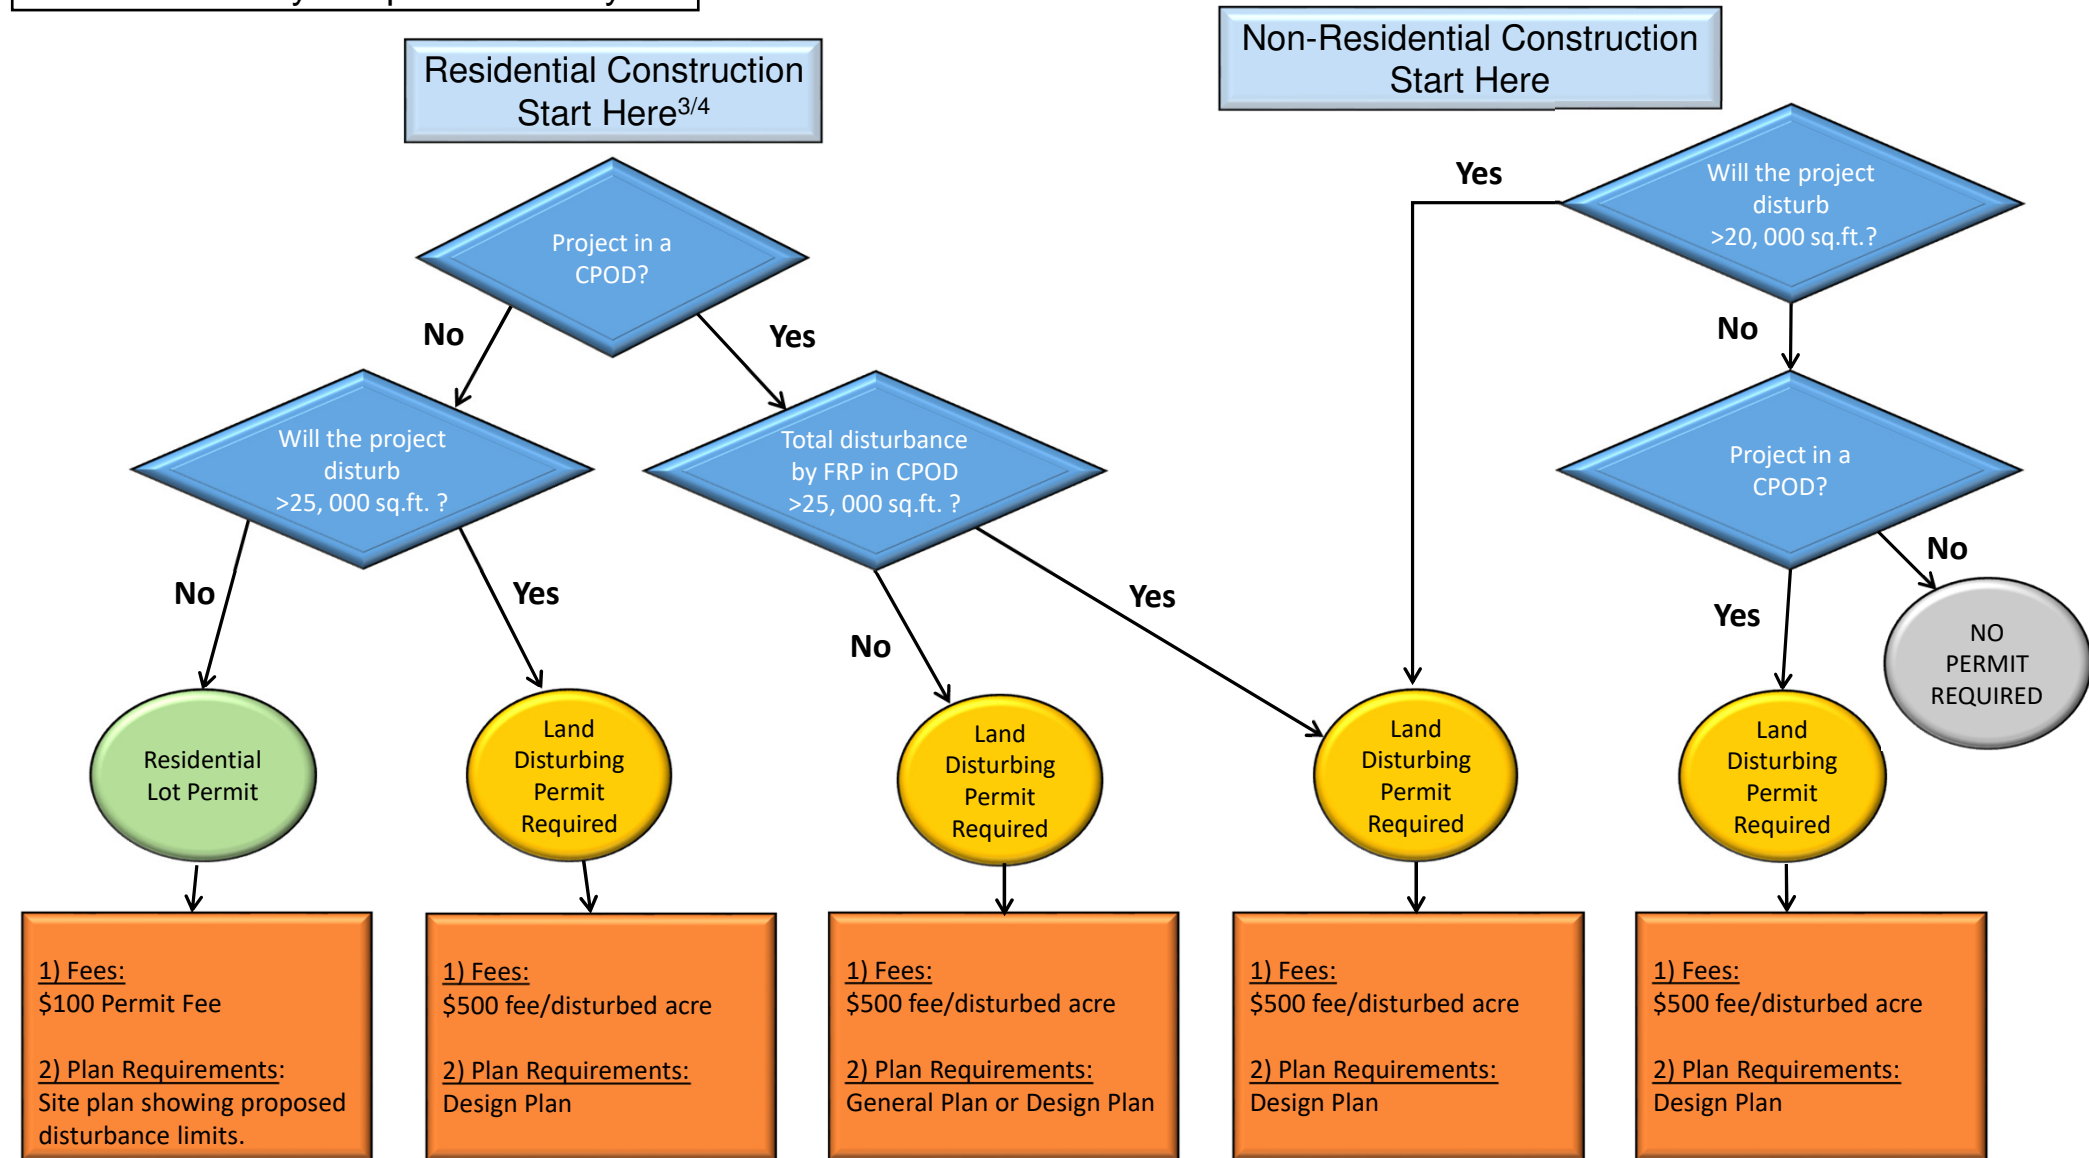 Residential Construction
Start Here3/4
Non-Residential Construction
Start Here
Project in a
CPOD?
No
Yes
Will the project
disturb
>25, 000 sq.ft. ?
Total disturbance
by FRP in CPOD
>25, 000 sq.ft. ?
Will the project
disturb
>20, 000 sq.ft.?
Yes
No
Project in a
CPOD?
No
Yes
No
Yes
Yes
No
NO
PERMIT
REQUIRED
Residential
Lot Permit
Land
Disturbing
Permit
Required
Land
Disturbing
Permit
Required
Land
Disturbing
Permit
Required
Land
Disturbing
Permit
Required
1) Fees:
$100 Permit Fee
2) Plan Requirements:
Site plan showing proposed
disturbance limits.
1) Fees:
$500 fee/disturbed acre
2) Plan Requirements:
Design Plan
1) Fees:
$500 fee/disturbed acre
2) Plan Requirements:
General Plan or Design Plan
1) Fees:
$500 fee/disturbed acre
2) Plan Requirements:
Design Plan
1) Fees:
$500 fee/disturbed acre
2) Plan Requirements:
Design Plan